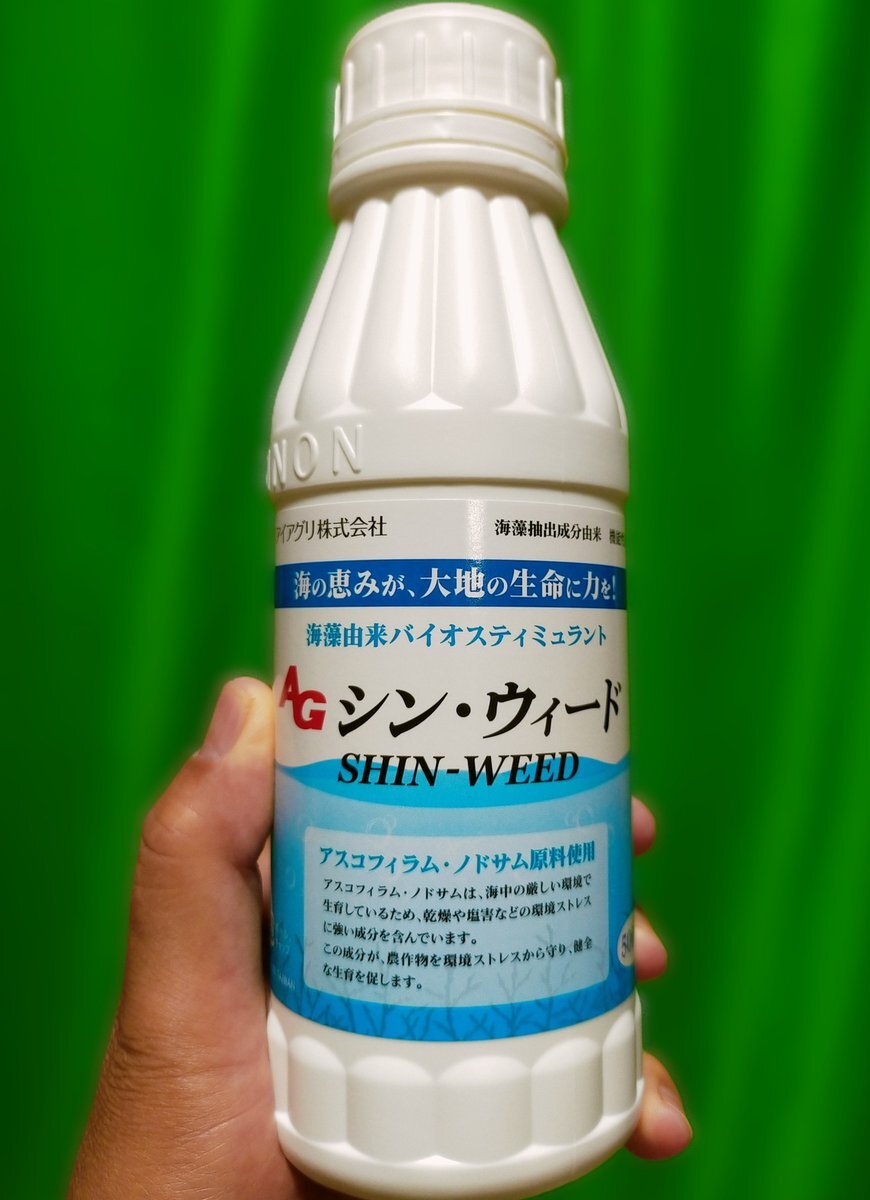 NON
アイアグリ株式会社
海藻抽出成分由来
海の恵みが、大地の生命に力を!
海藻由来バイオスティミュラント
AG シン・ウィード
SHIN-WEED
アスコフィラム・ノドサム原料使用
アスコフィラム・ノドサムは、海中の厳しい環境で
生育しているため、乾燥や塩害などの環境ストレス
に強い成分を含んでいます。
この成分が、農作物を環境ストレスから守り、健全
な生育を促します。